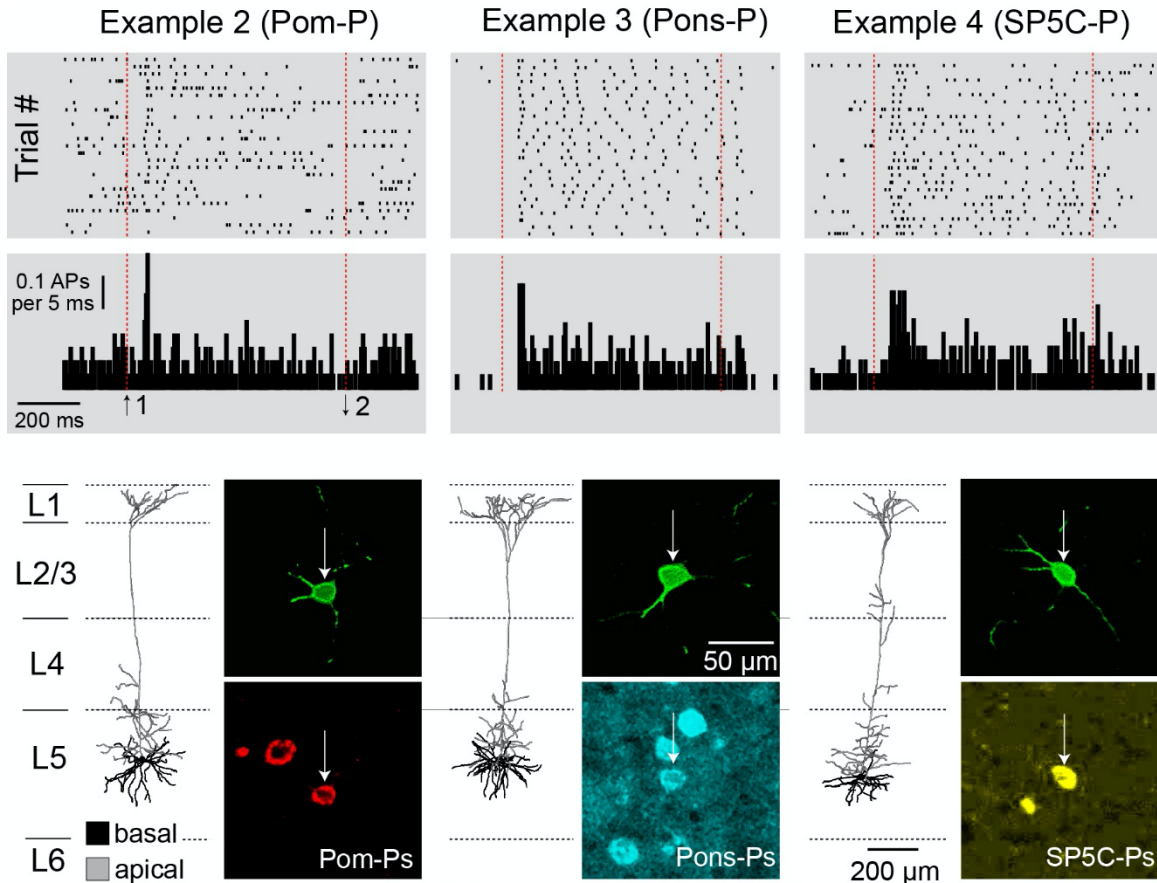 Example 2 (Pom-P)
Example 3 (Pons-P)
Example 4 (SP5C-P)
Trial #
0.1 APs
per 5 ms
200 ms
↑1
↓2
L1
L2/3
L4
L5
L6
basal
apical
50 µm
Pom-Ps
Pons-Ps
200 µm
SP5C-Ps